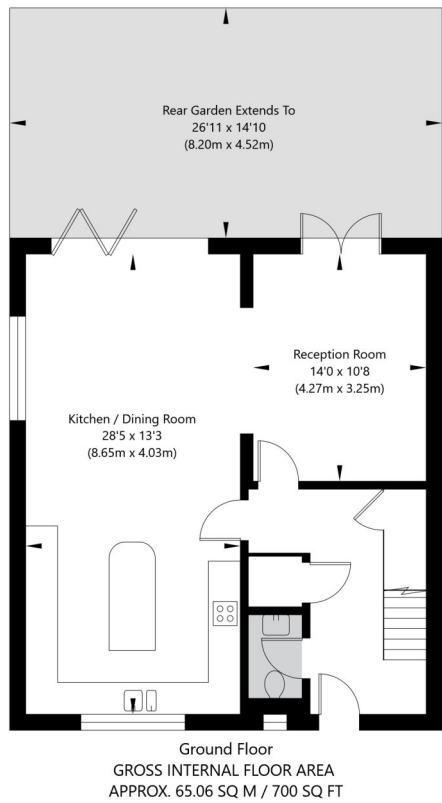 Rear Garden Extends To
26'11 x 14'10
(8.20m x 4.52m)
Reception Room
14'0 x 10'8
(4.27m x 3.25m)
Kitchen / Dining Room
28'5 x 13'3
(8.65m x 4.03m)
Ground Floor
GROSS INTERNAL FLOOR AREA
APPROX. 65.06 SQ M / 700 SQ FT